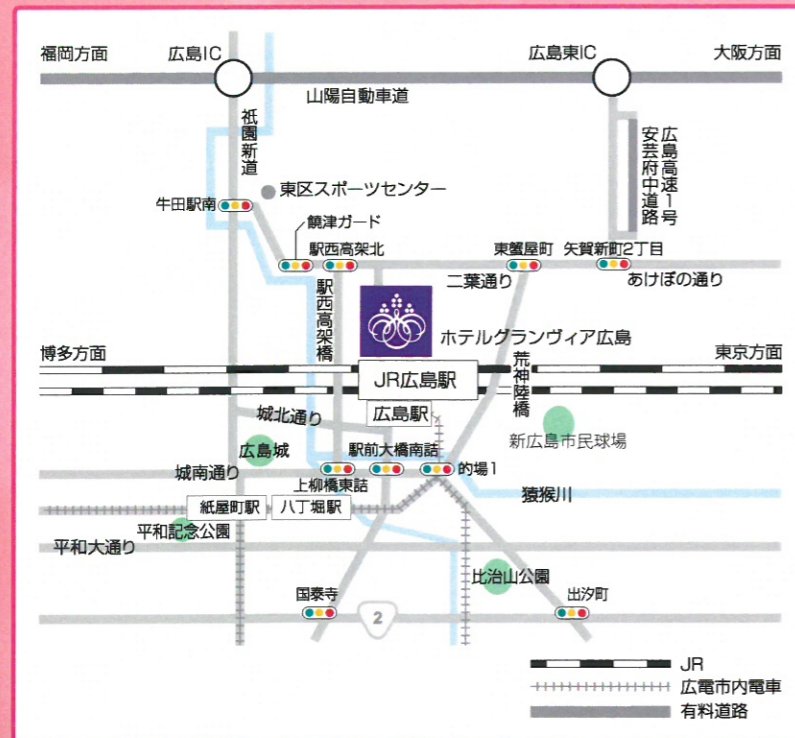 福岡方面
広島IC
広島東IC
大阪方面
山陽自動車道
祇園新道
広島高速1号
安芸府中道路
東区スポーツセンター
牛田駅南
饒津ガード
駅西高架北
東蟹屋町
矢賀新町2丁目
二葉通り
あけぼの通り
駅西高架橋
ホテルグランヴィア広島
博多方面
荒神陸橋
東京方面
JR広島駅
広島駅
城北通り
新広島市民球場
広島城
駅前大橋南詰
城南通り
的場1
上柳橋東詰
猿猴川
紙屋町駅
八丁堀駅
平和記念公園
平和大通り
比治山公園
国泰寺
出汐町
2
JR
広電市内電車
有料道路